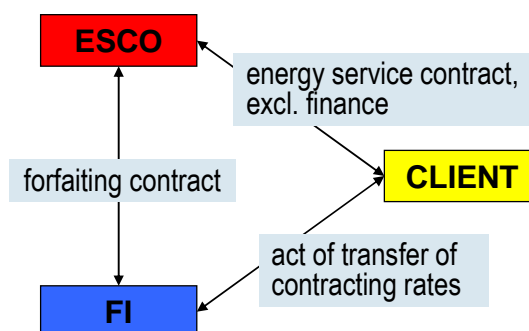 ESCO
energy service contract,
excl. finance
forfaiting contract
CLIENT
act of transfer of
contracting rates
FI